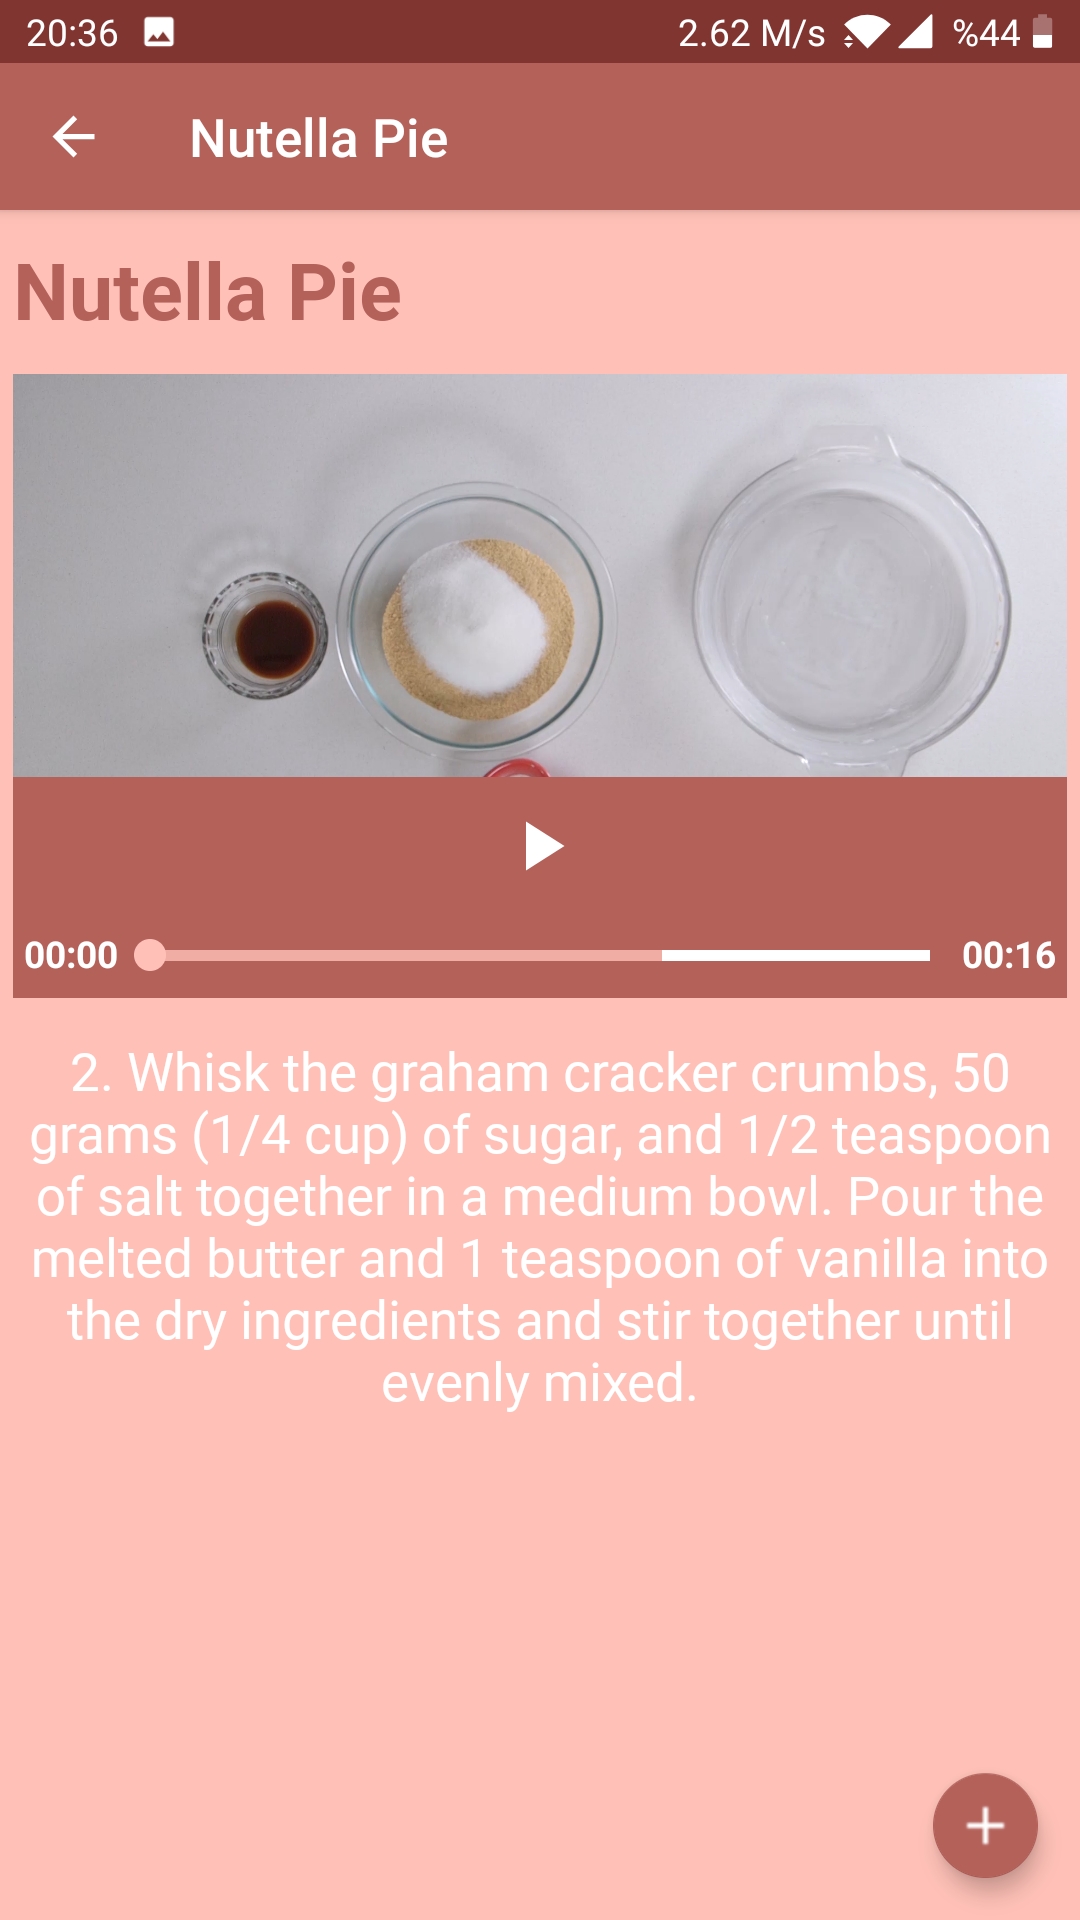 20:36 2.62 M/s %44
Nutella Pie
Nutella Pie
00:00 00:16
2. Whisk the graham cracker crumbs, 50
grams (1/4 cup) of sugar, and 1/2 teaspoon
of salt together in a medium bowl. Pour the
melted butter and 1 teaspoon of vanilla into
the dry ingredients and stir together until
evenly mixed.